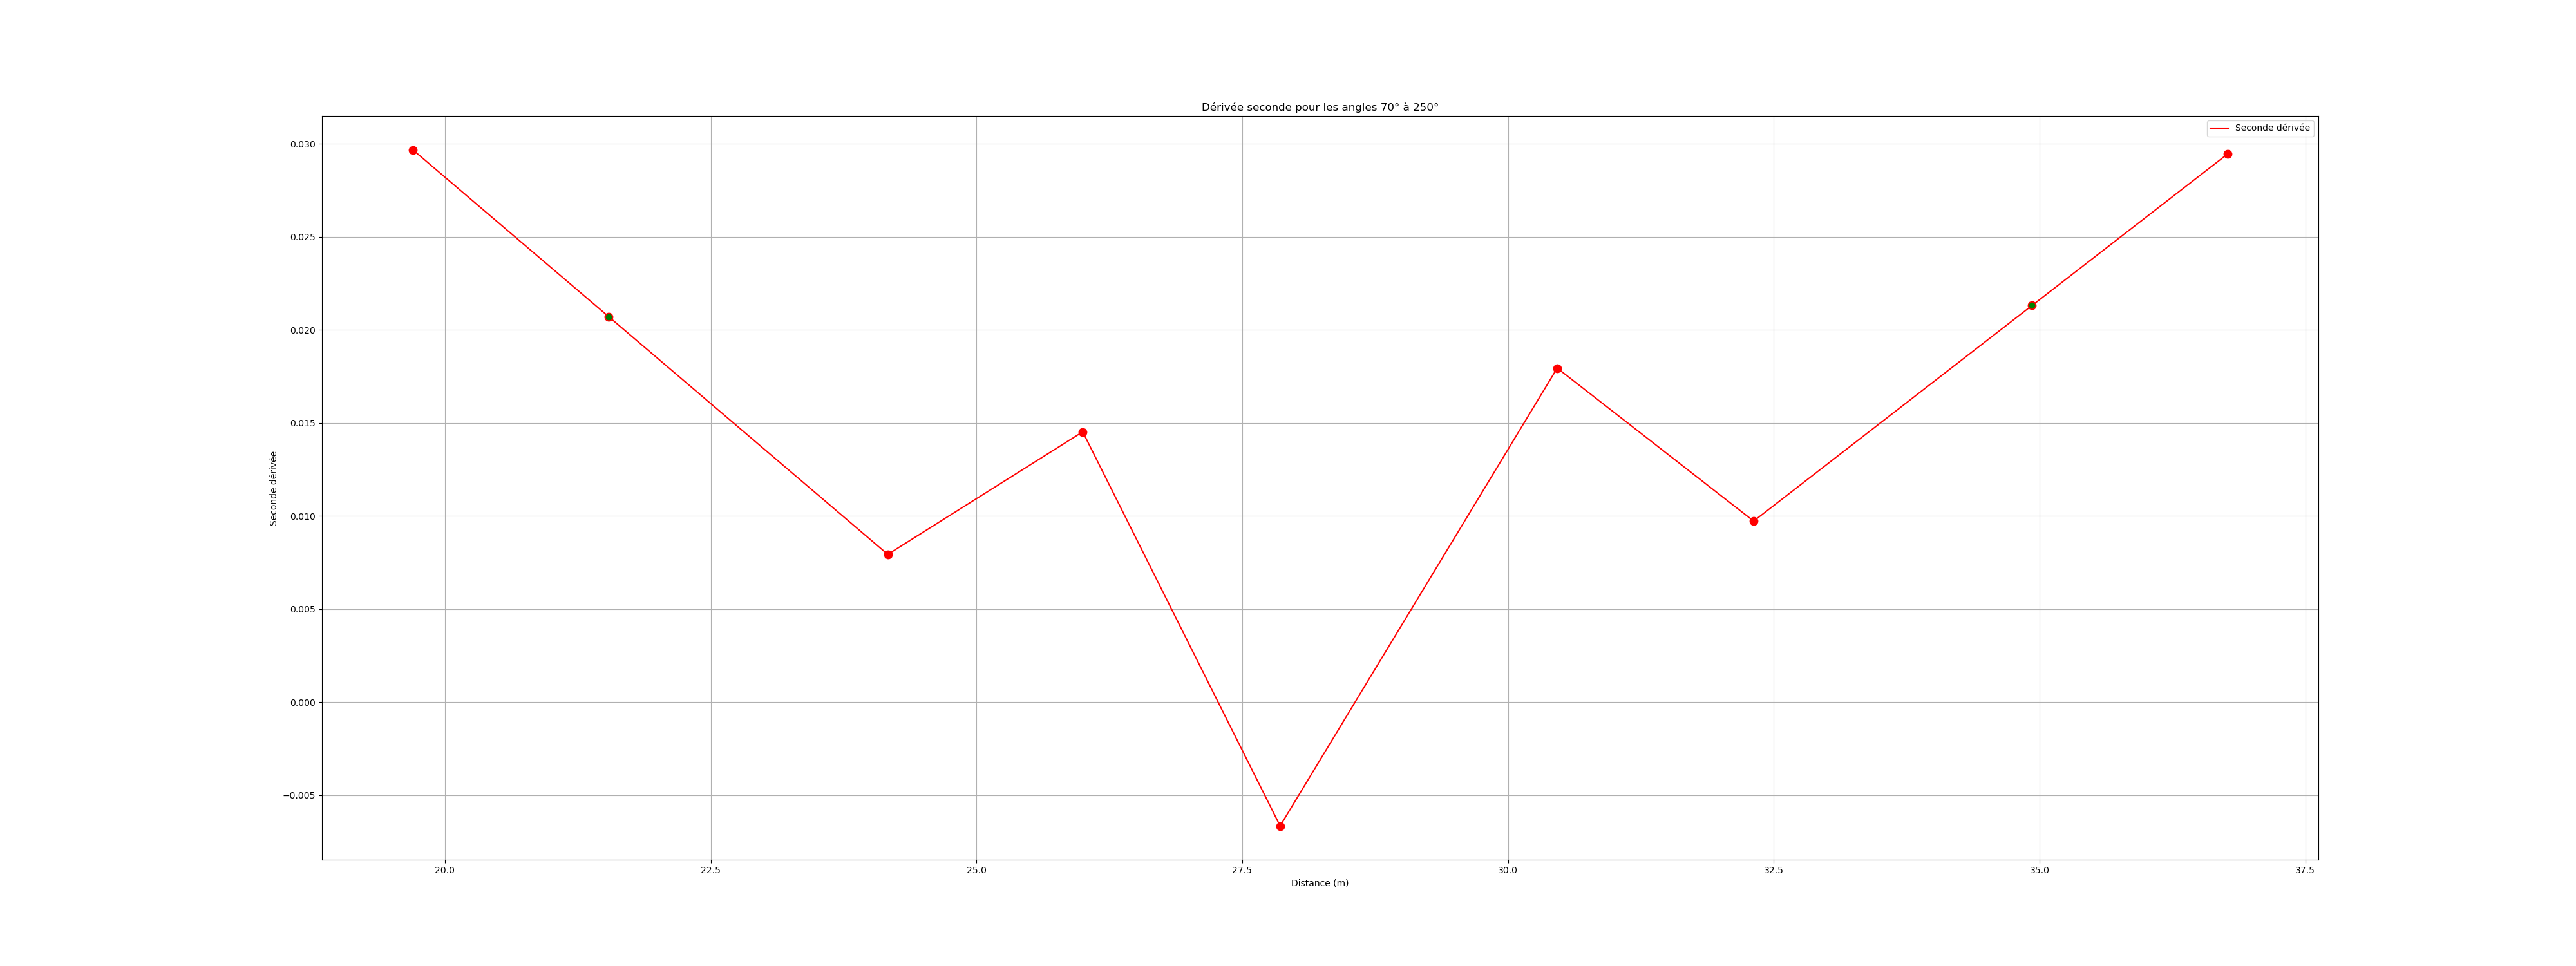 Dérivée seconde pour les angles 70° à 250°
Seconde dérivée
0.030
0.025
0.020
0.015
0.010
0.005
0.000
−0.005
Seconde dérivée
20.0 22.5 25.0 27.5 30.0 32.5 35.0 37.5
Distance (m)